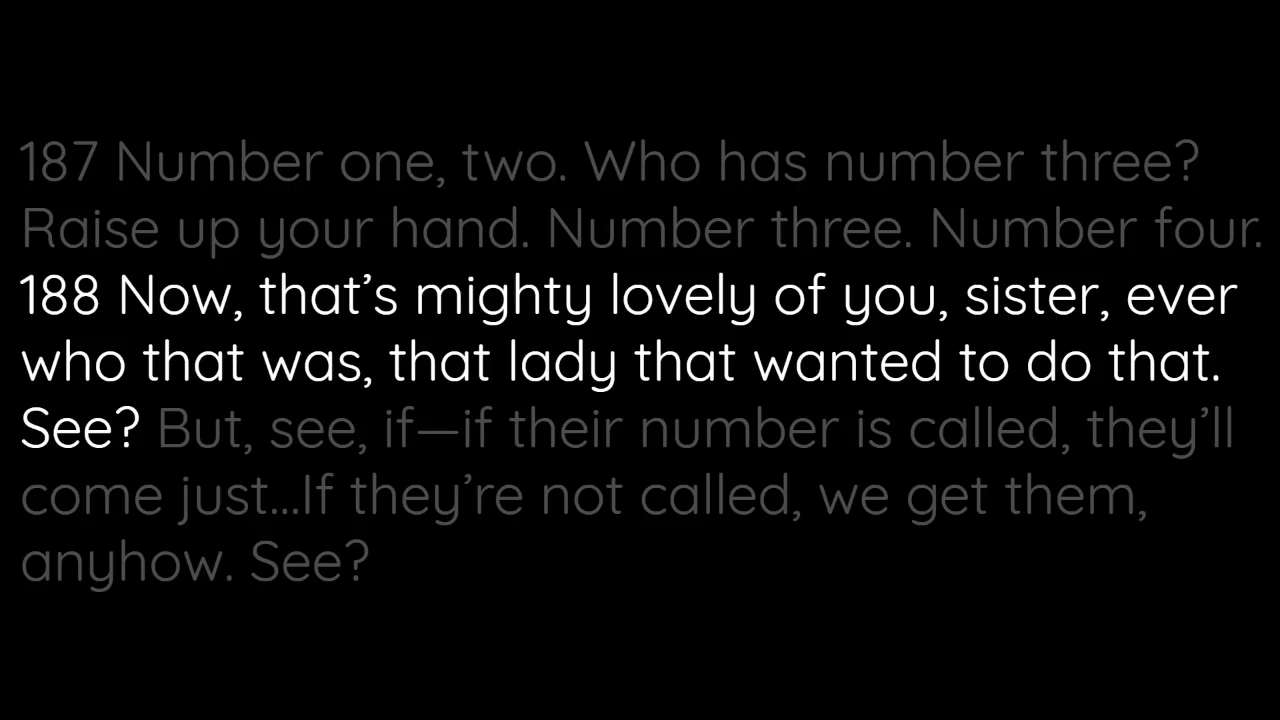 187 Number one, two. Who has number three?
Raise up your hand. Number three. Number four.
188 Now, that’s mighty lovely of you, sister, ever
who that was, that lady that wanted to do that.
See? But, see, if—if their number is called, they’ll
come just...If they’re not called, we get them,
anyhow. See?